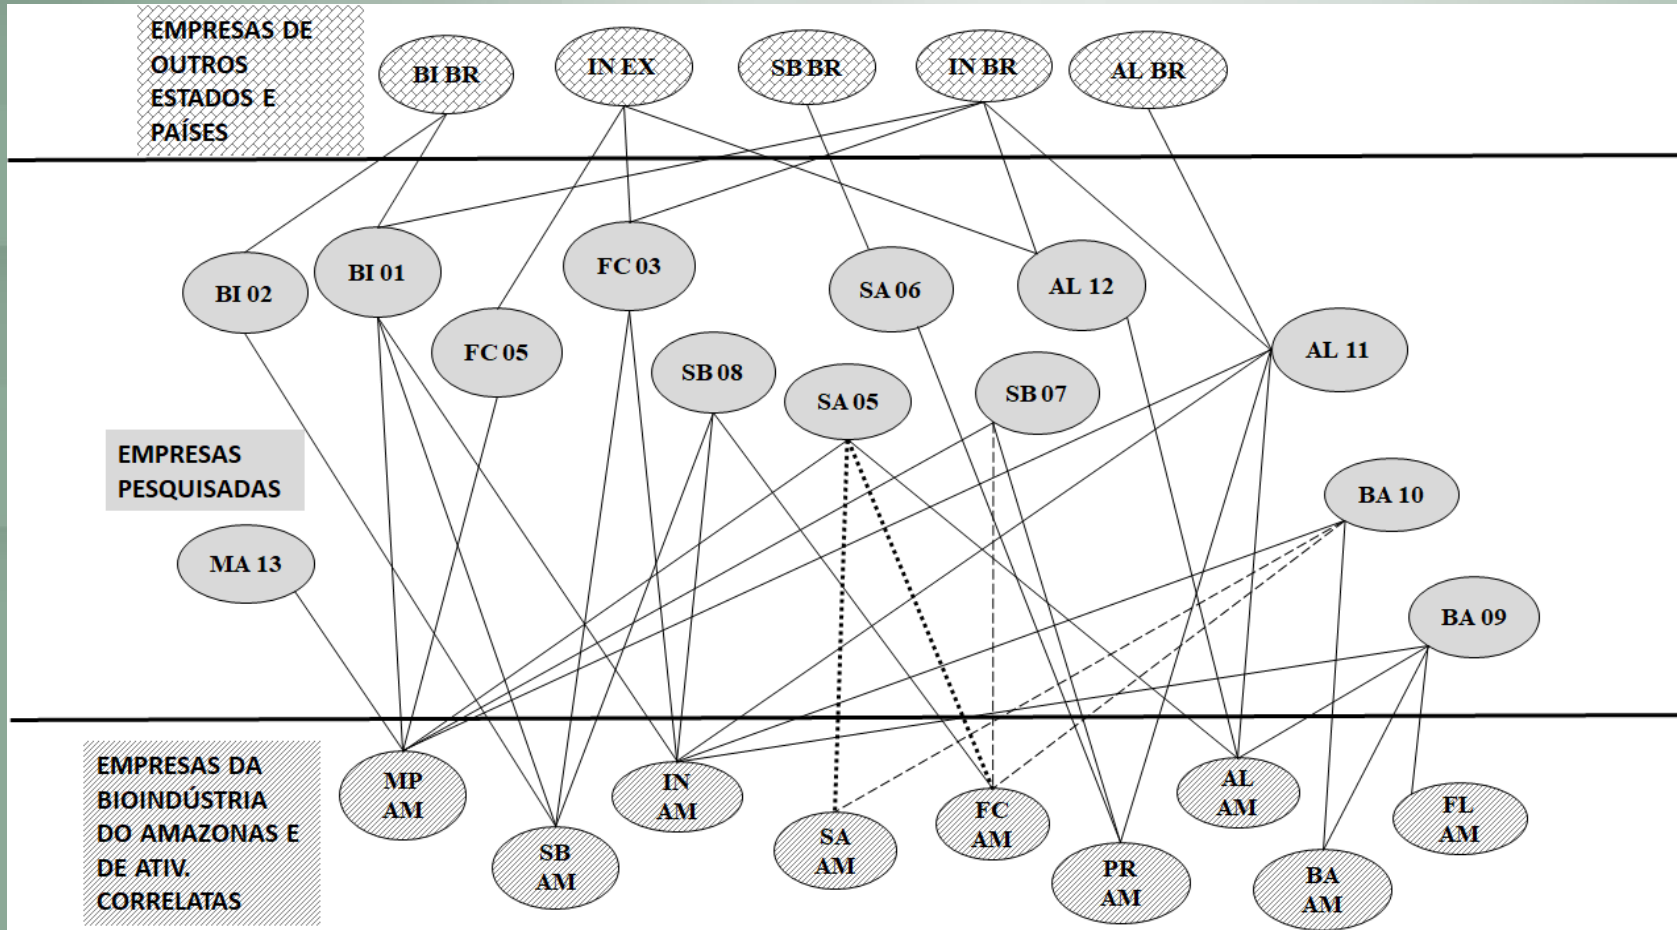 EMPRESAS DE
OUTROS
ESTADOS E
PAÍSES
BI BR
IN EX
SB BR
IN BR
AL BR
BI 02
BI 01
FC 05
FC 03
SB 08
SA 05
SA 06
SB 07
AL 12
AL 11
EMPRESAS
PESQUISADAS
MA 13
BA 10
BA 09
EMPRESAS DA
BIOINDÚSTRIA
DO AMAZONAS E
DE ATIV.
CORRELATAS
MP
AM
SB
AM
IN
AM
SA
AM
FC
AM
PR
AM
AL
AM
BA
AM
FL
AM